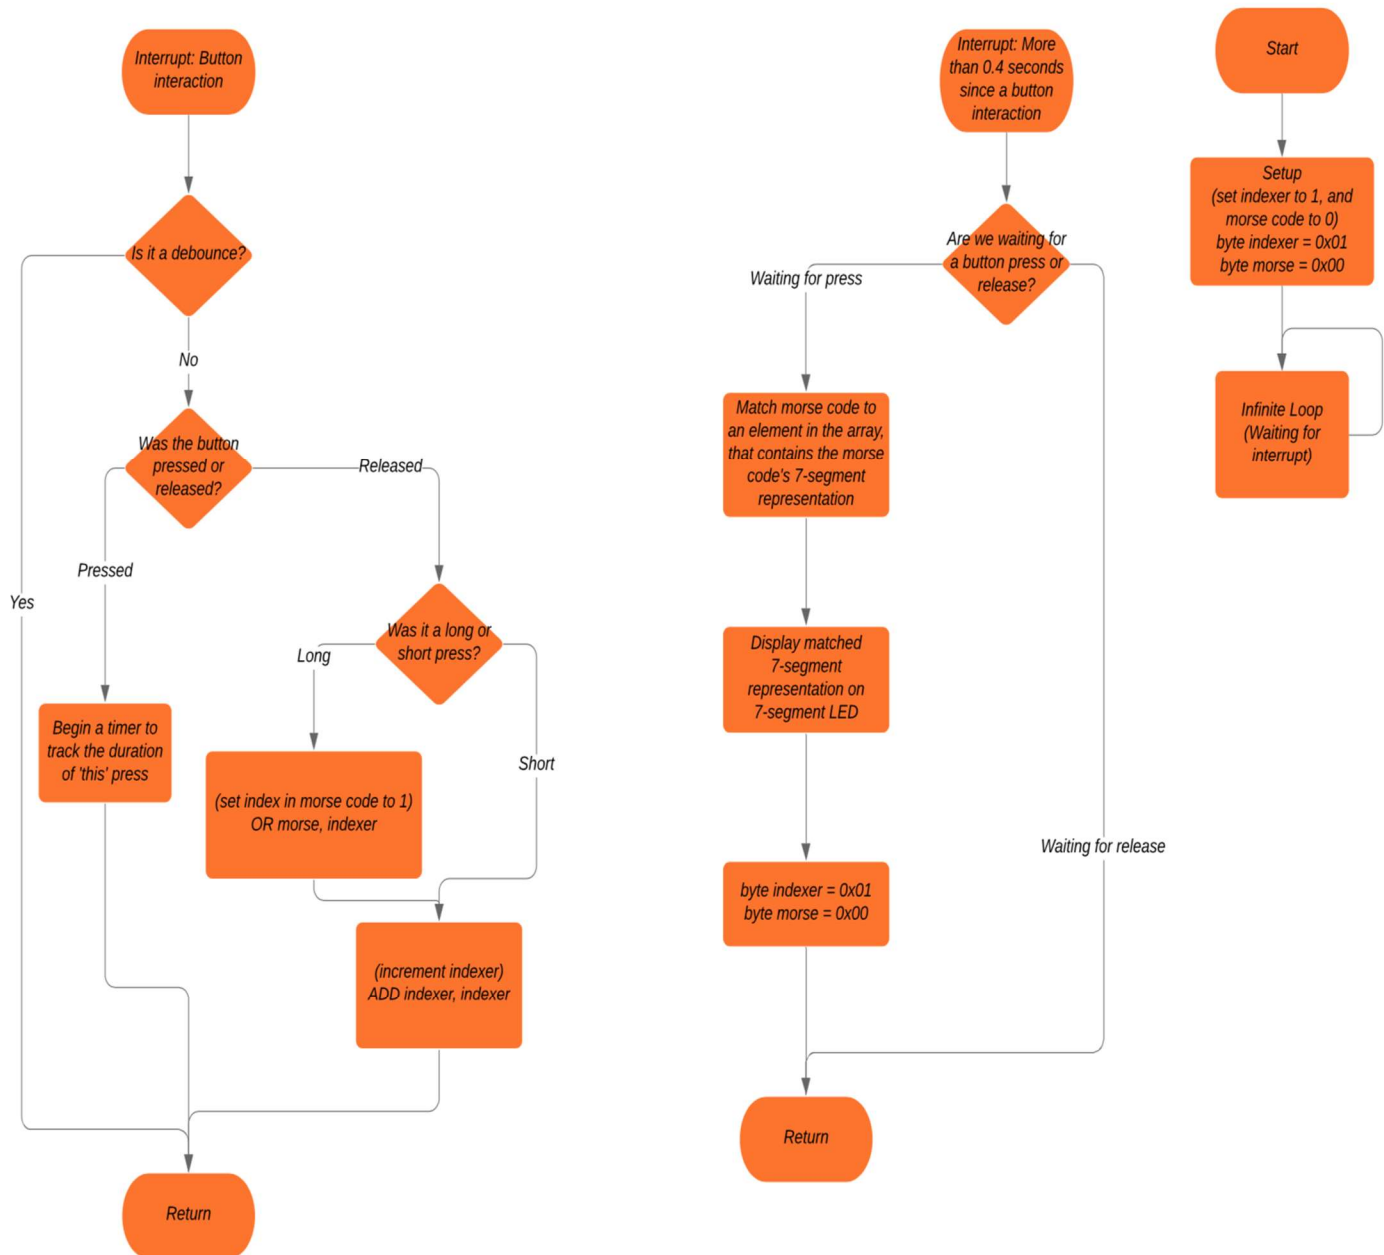 Interrupt: Button
interaction
Is it a debounce?
No
Was the button
pressed or
released?
Released
Pressed
Yes
Was it a long or
short press?
Long
Short
Begin a timer to
track the duration
of 'this' press
(set index in morse code to 1)
OR morse, indexer
(increment indexer)
ADD indexer, indexer
Return
Interrupt: More
than 0.4 seconds
since a button
interaction
Are we waiting for
a button press or
release?
Waiting for press
Match morse code to
an element in the array,
that contains the morse
code's 7-segment
representation
Display matched
7-segment
representation on
7-segment LED
Waiting for release
byte indexer = 0x01
byte morse = 0x00
Return
Start
Setup
(set indexer to 1, and
morse code to 0)
byte indexer = 0x01
byte morse = 0x00
Infinite Loop
(Waiting for
interrupt)